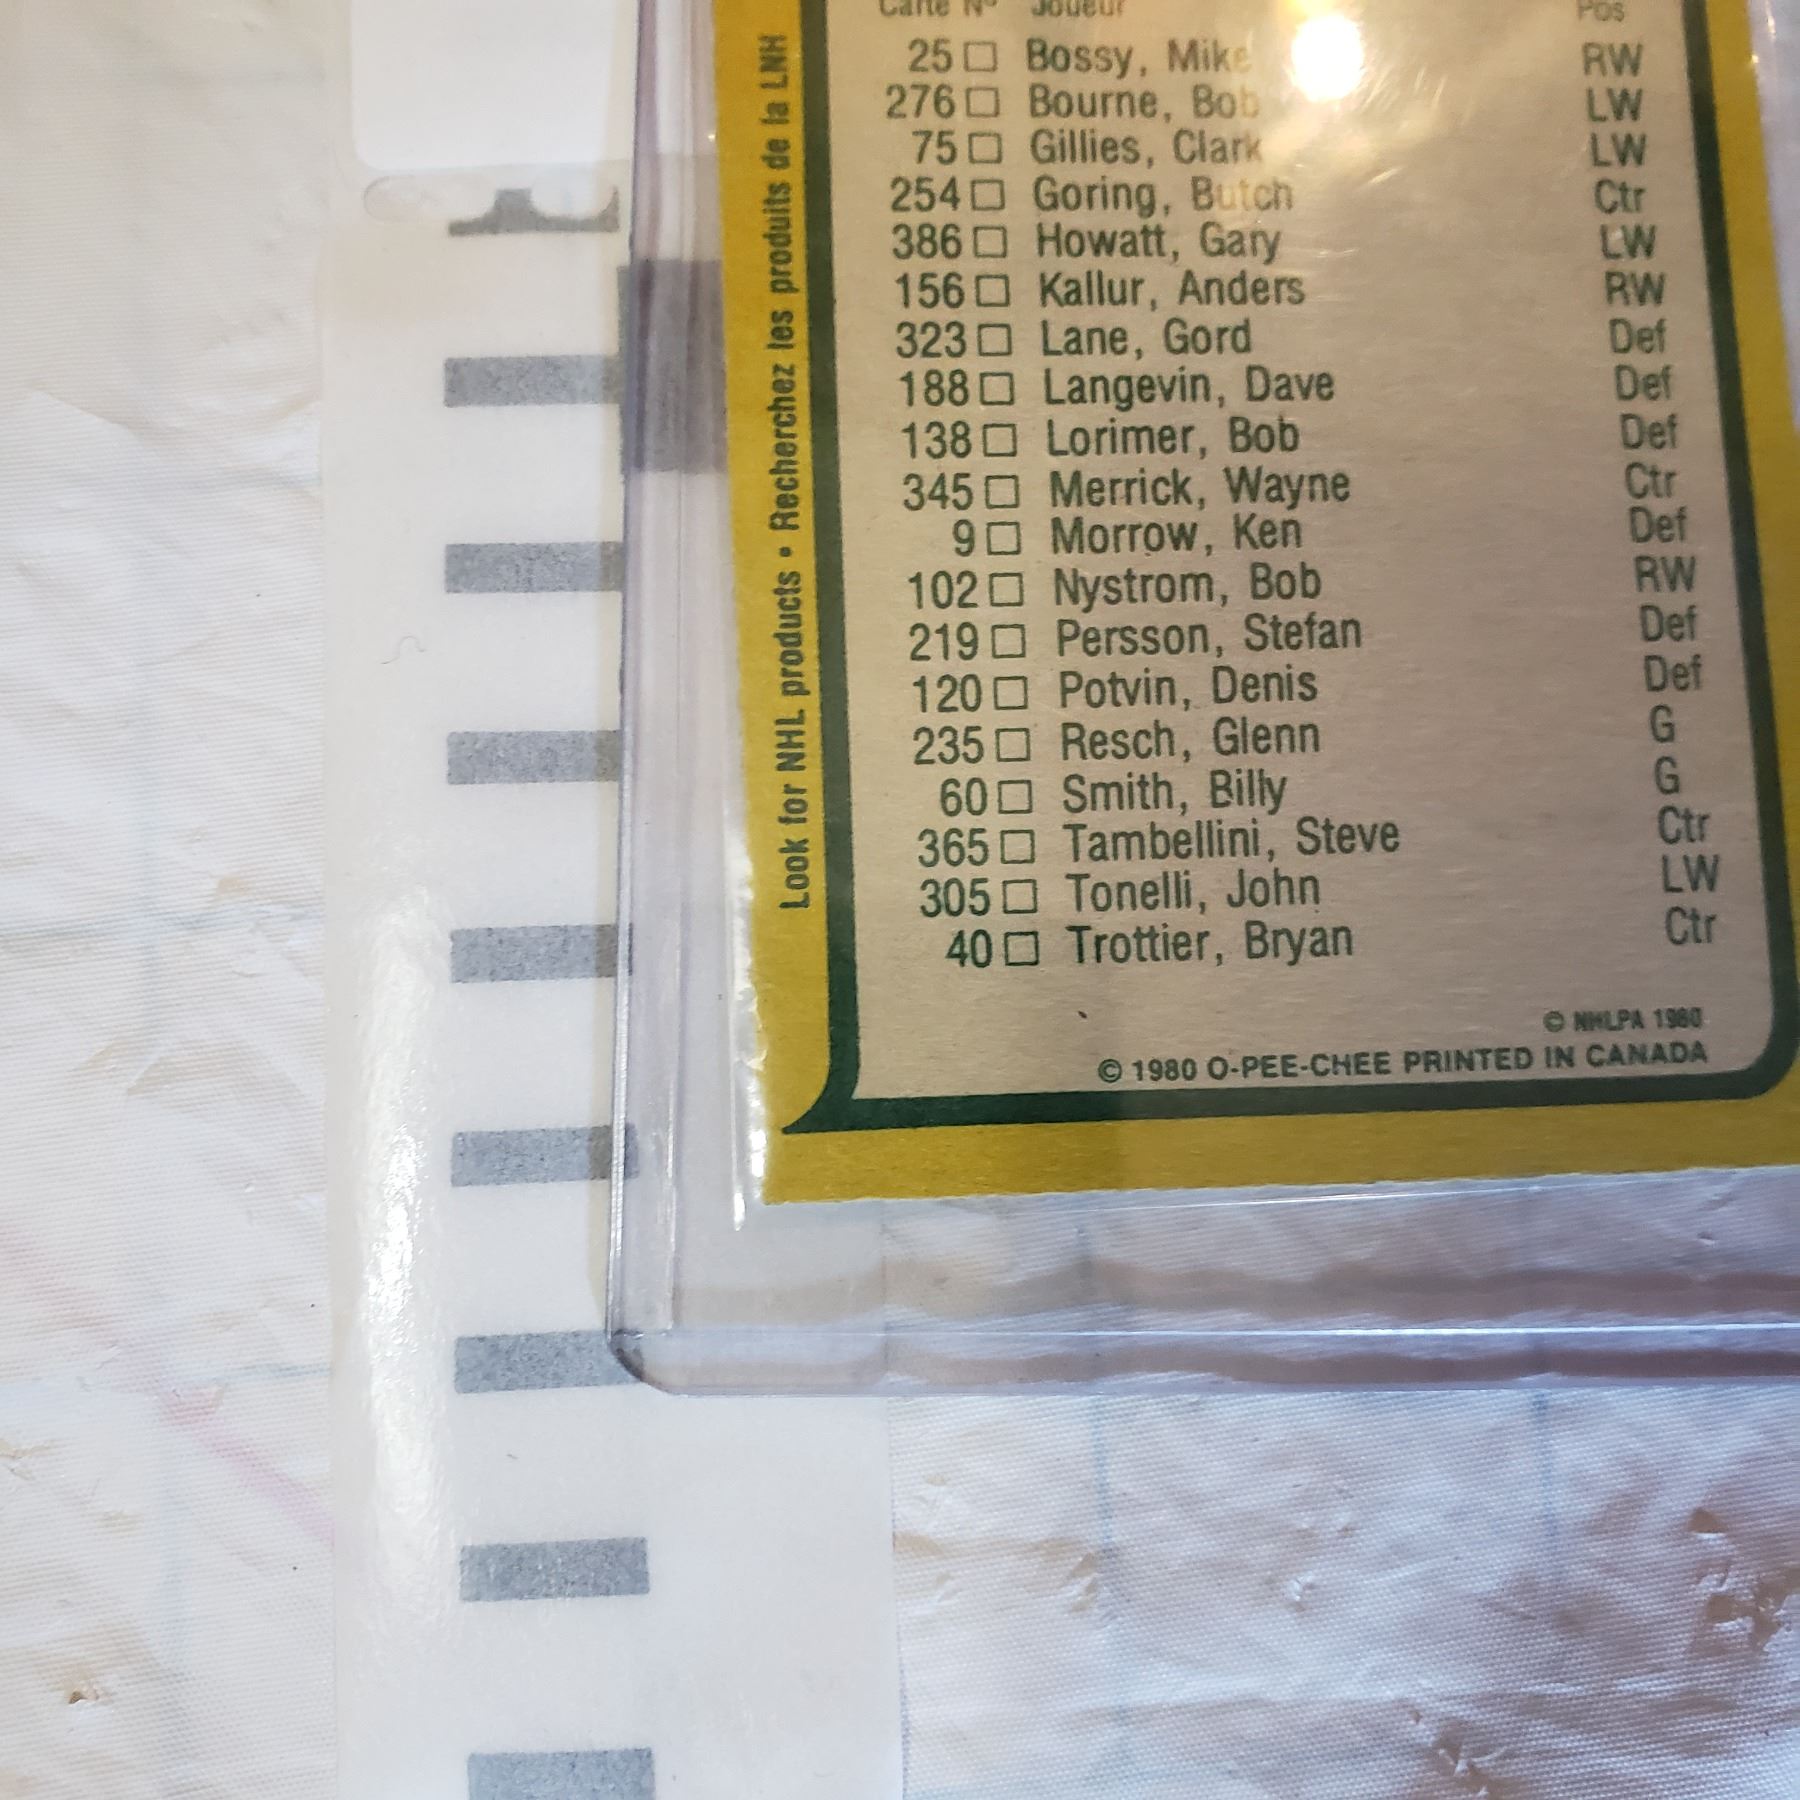 Carte No Joueur Pos
25 □ Bossy, Mike RW
276 □ Bourne, Bob LW
75 □ Gillies, Clark LW
254 □ Goring, Butch Ctr
386 □ Howatt, Gary LW
156 □ Kallur, Anders RW
323 □ Lane, Gord Def
188 □ Langevin, Dave Def
138 □ Lorimer, Bob Def
345 □ Merrick, Wayne Ctr
9 □ Morrow, Ken Def
102 □ Nystrom, Bob RW
219 □ Persson, Stefan Def
120 □ Potvin, Denis Def
235 □ Resch, Glenn G
60 □ Smith, Billy G
365 □ Tambellini, Steve Ctr
305 □ Tonelli, John LW
40 □ Trottier, Bryan Ctr
© NHLPA 1980
© 1980 O-PEE-CHEE PRINTED IN CANADA
Look for NHL products • Recherchez les produits de la LNH